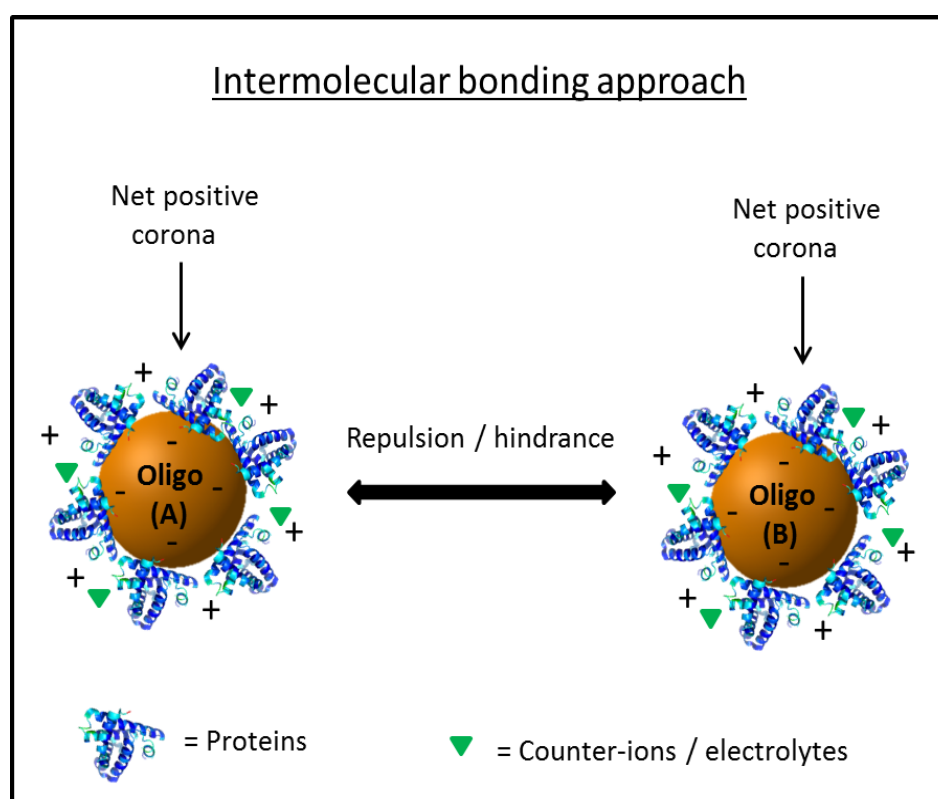 Intermolecular bonding approach
Net positive
corona
Net positive
corona
+
+
+
+
+
+
-
-
-
-
Oligo
(A)
Repulsion / hindrance
+
+
+
+
+
+
-
-
-
-
Oligo
(B)
= Proteins
= Counter-ions / electrolytes